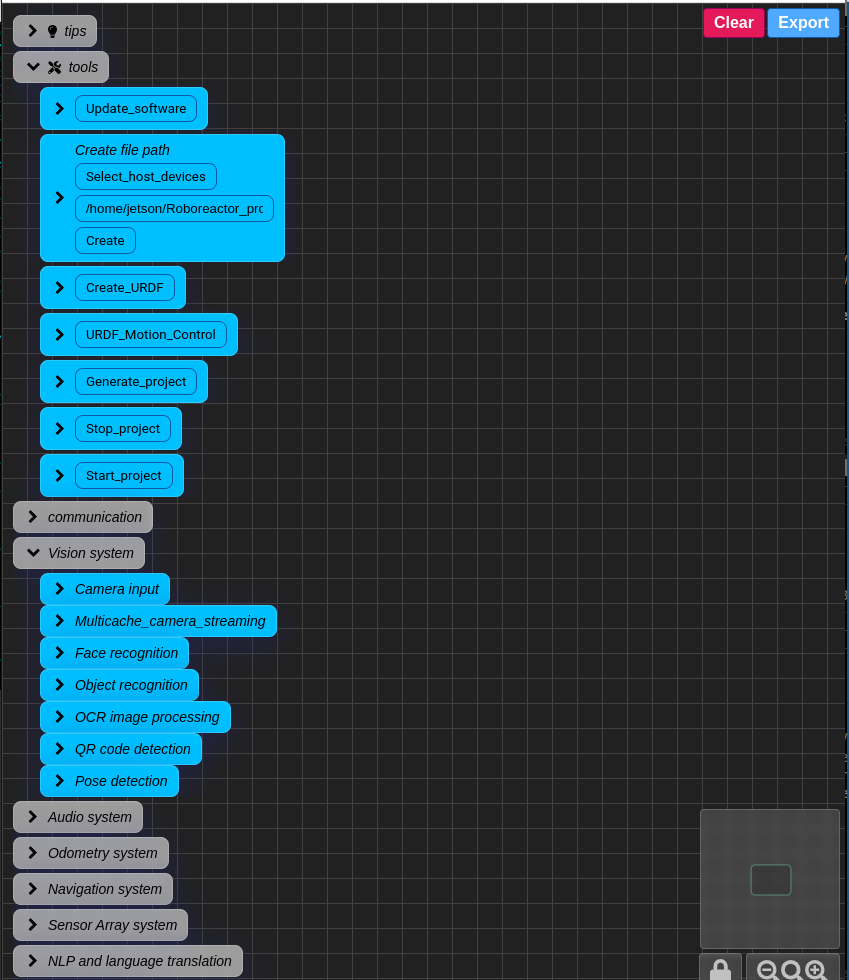 tips
Clear
Export
tools
Update_software
Create file path
Select_host_devices
/home/jetson/Roboreactor_prc
Create
Create_URDF
URDF_Motion_Control
Generate_project
Stop_project
Start_project
communication
Vision system
Camera input
Multicache_camera_streaming
Face recognition
Object recognition
OCR image processing
QR code detection
Pose detection
Audio system
Odometry system
Navigation system
Sensor Array system
NLP and language translation